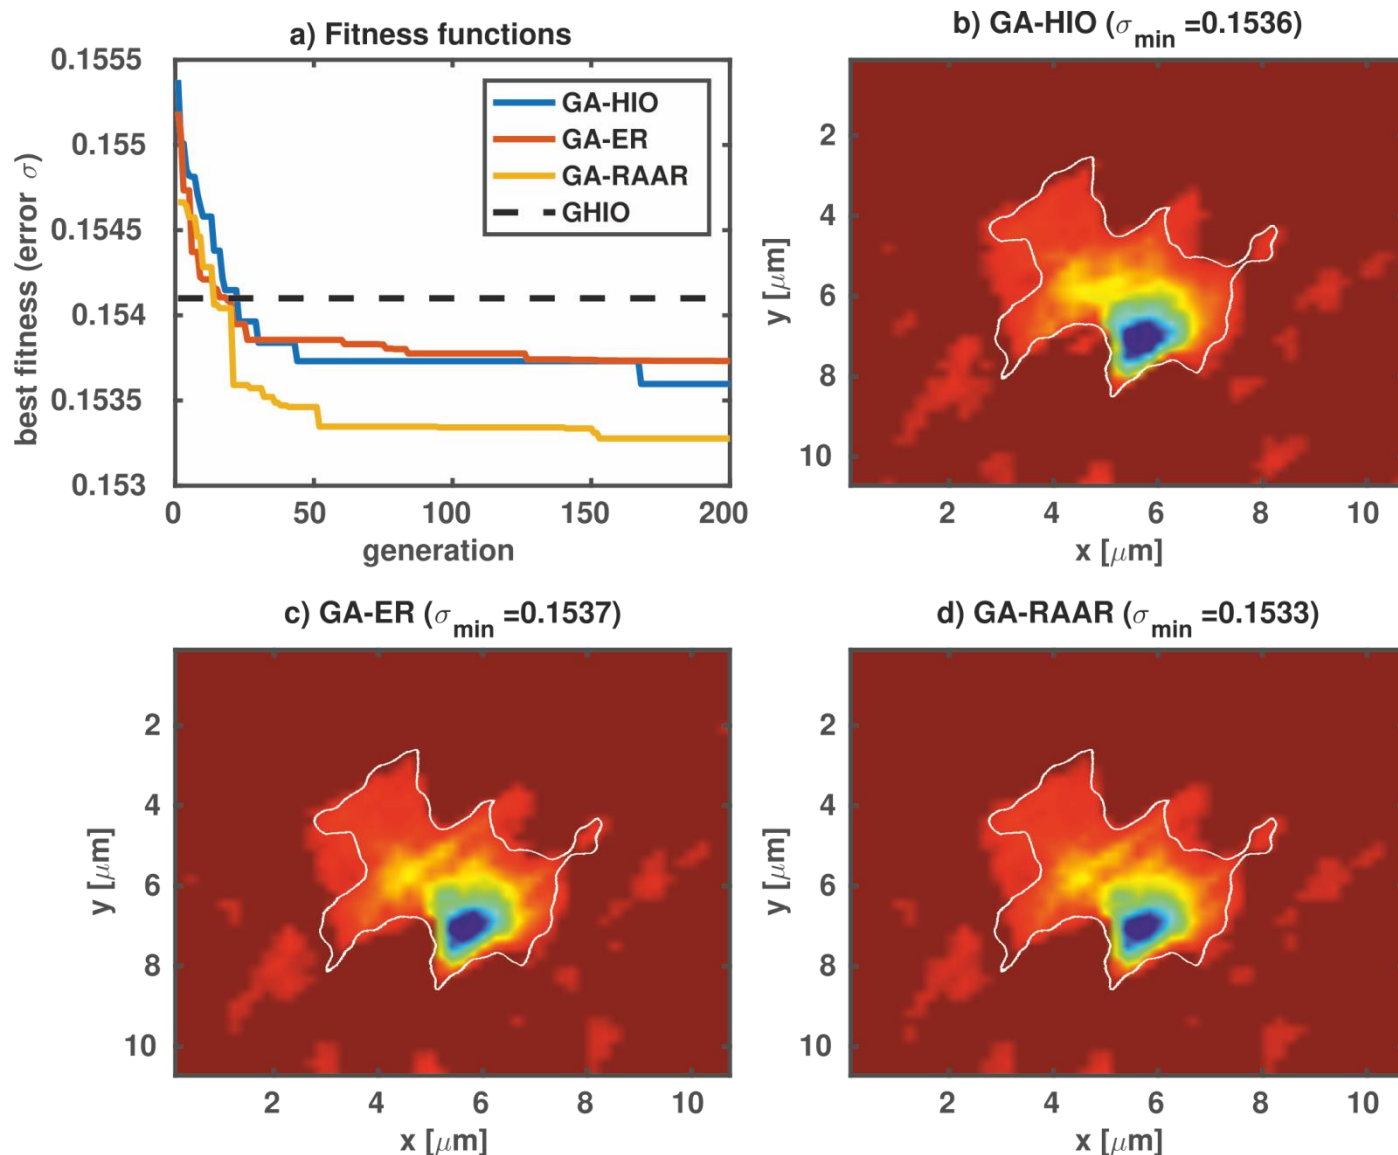 a) Fitness functions
0.1555
0.155
0.1545
0.154
0.1535
0.153
best fitness (error σ)
GA-HIO
GA-ER
GA-RAAR
GHIO
0 50 100 150 200
generation
b) GA-HIO (σmin =0.1536)
2
4
6
8
10
y [μm]
2 4 6 8 10
x [μm]
c) GA-ER (σmin =0.1537)
2
4
6
8
10
y [μm]
2 4 6 8 10
x [μm]
d) GA-RAAR (σmin =0.1533)
2
4
6
8
10
y [μm]
2 4 6 8 10
x [μm]